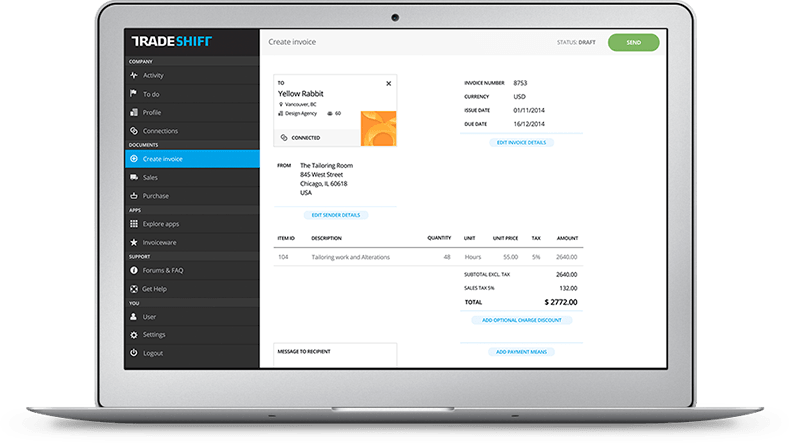 TRADESHIFT
Create invoice
STATUS: DRAFT
SEND
COMPANY
Activity
To do
Profile
Connections
DOCUMENTS
Create invoice
Sales
Purchase
APPS
Explore apps
Invoiceware
SUPPORT
Forums & FAQ
Get Help
YOU
User
Settings
Logout
TO
Yellow Rabbit
Vancouver, BC
Design Agency 60
CONNECTED
INVOICE NUMBER 8753
CURRENCY USD
ISSUE DATE 01/11/2014
DUE DATE 16/12/2014
EDIT INVOICE DETAILS
FROM The Tailoring Room
845 West Street
Chicago, IL 60618
USA
EDIT SENDER DETAILS
ITEM ID DESCRIPTION QUANTITY UNIT UNIT PRICE TAX AMOUNT
104 Tailoring work and Alterations 48 Hours 55.00 5% 2640.00
SUBTOTAL EXCL. TAX 2640.00
SALES TAX 5% 132.00
TOTAL $ 2772.00
ADD OPTIONAL CHARGE DISCOUNT
MESSAGE TO RECIPIENT
ADD PAYMENT MEANS